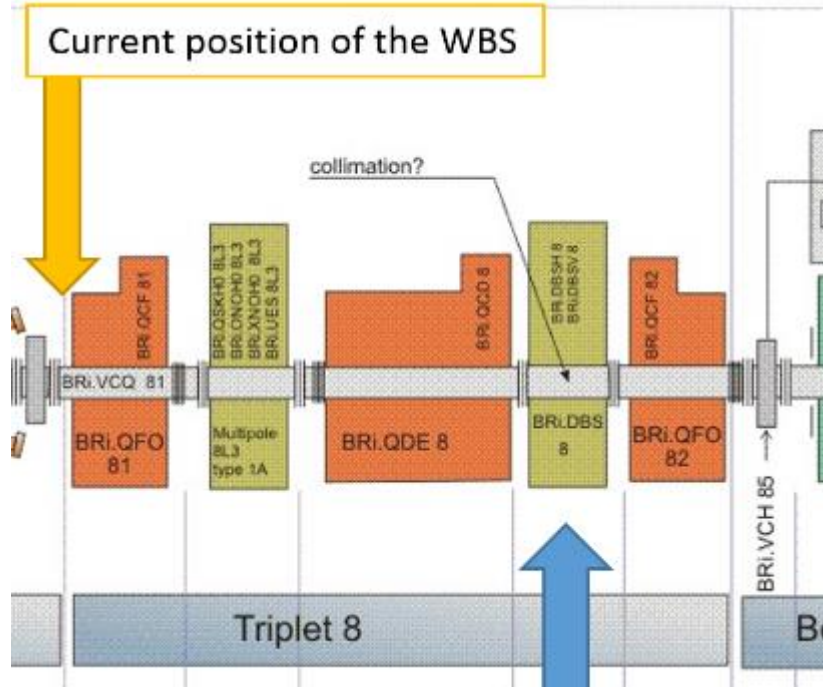 Current position of the WBS
collimation?
BRi.QCF 81
BRi.QSKH0 8L3
BRi.ONOH0 8L3
BRi.XNOH0 8L3
BRi.UES 8L3
BRi.QCD 8
BRi.DBSH 8
BRi.DBSV 8
BRi.QCF 82
BRi.VCQ 81
BRi.QFO
81
Multipole
8L3
type 1A
BRi.QDE 8
BRi.DBS
8
BRi.QFO
82
BRi.VCH 85
Triplet 8